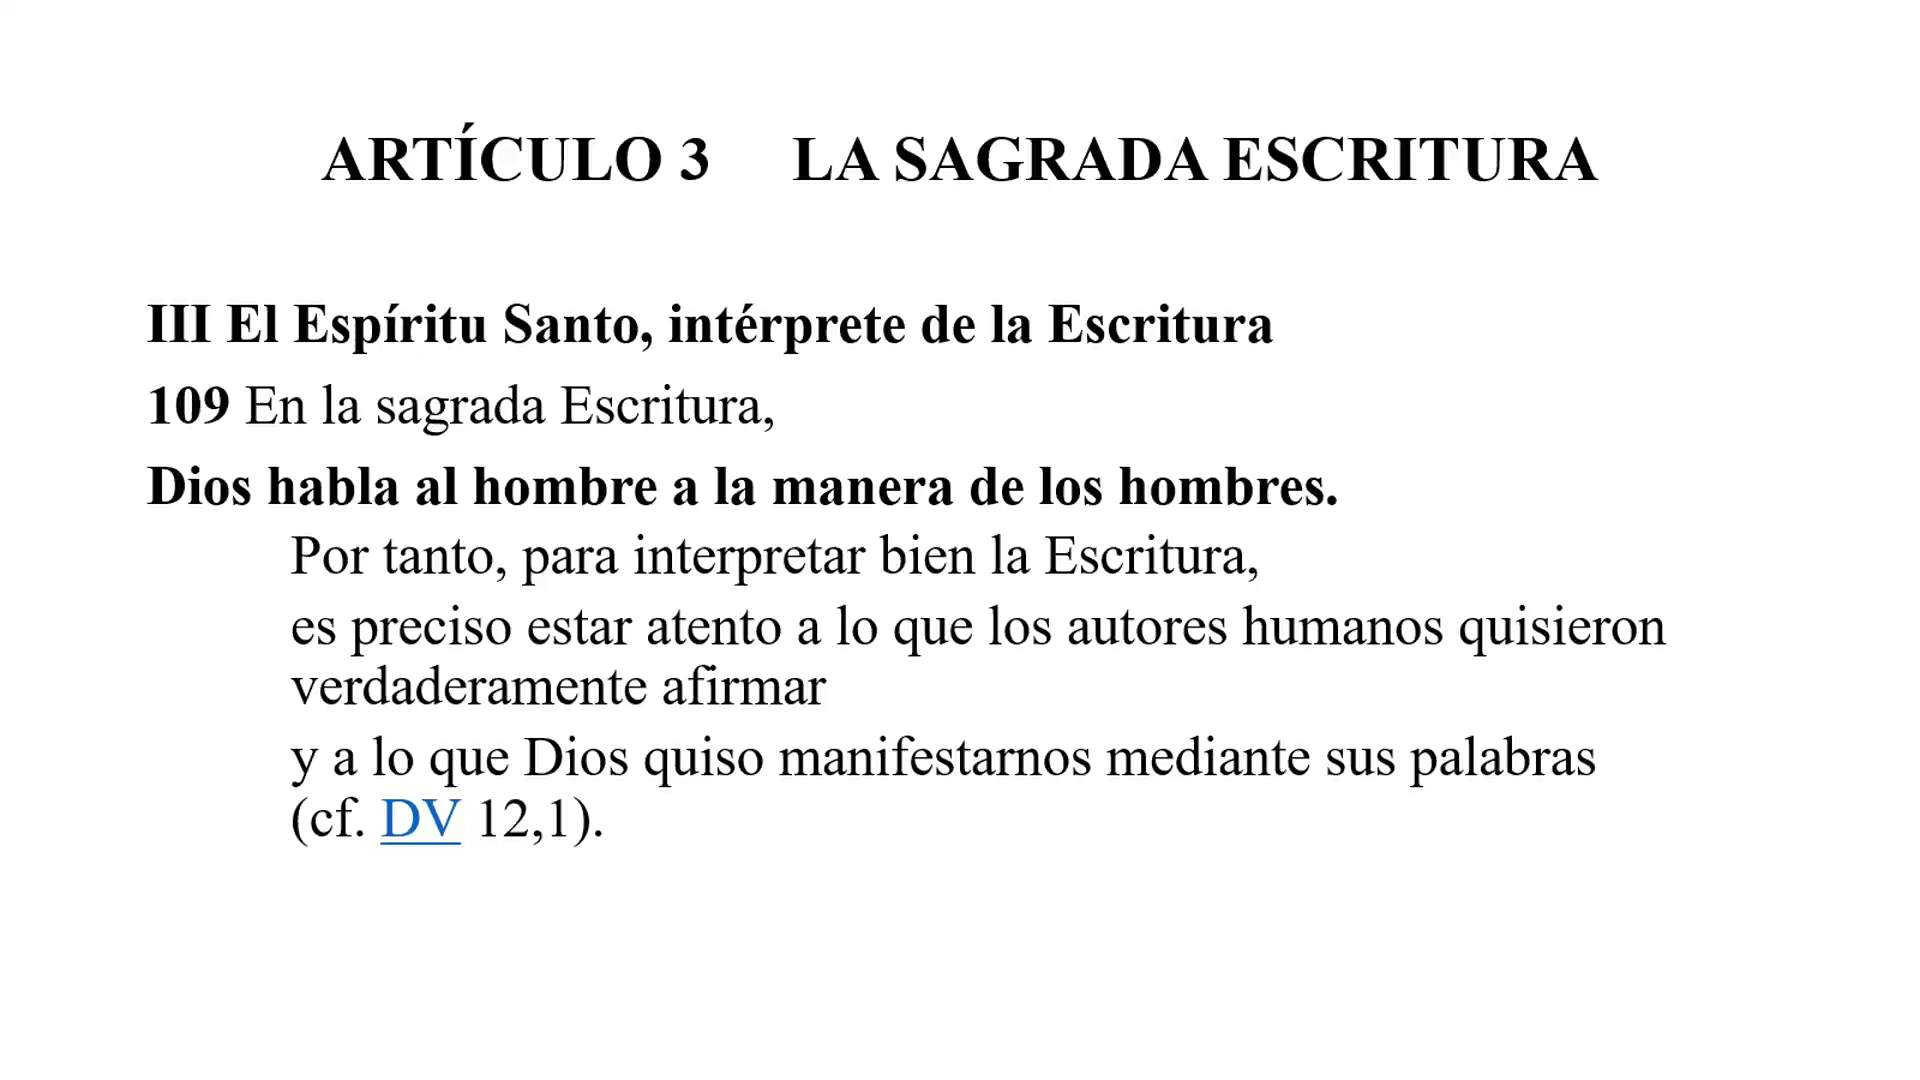 ARTÍCULO 3 LA SAGRADA ESCRITURA
III El Espíritu Santo, intérprete de la Escritura
109 En la sagrada Escritura,
Dios habla al hombre a la manera de los hombres.
Por tanto, para interpretar bien la Escritura,
es preciso estar atento a lo que los autores humanos quisieron
verdaderamente afirmar
y a lo que Dios quiso manifestarnos mediante sus palabras
(cf. DV 12,1).